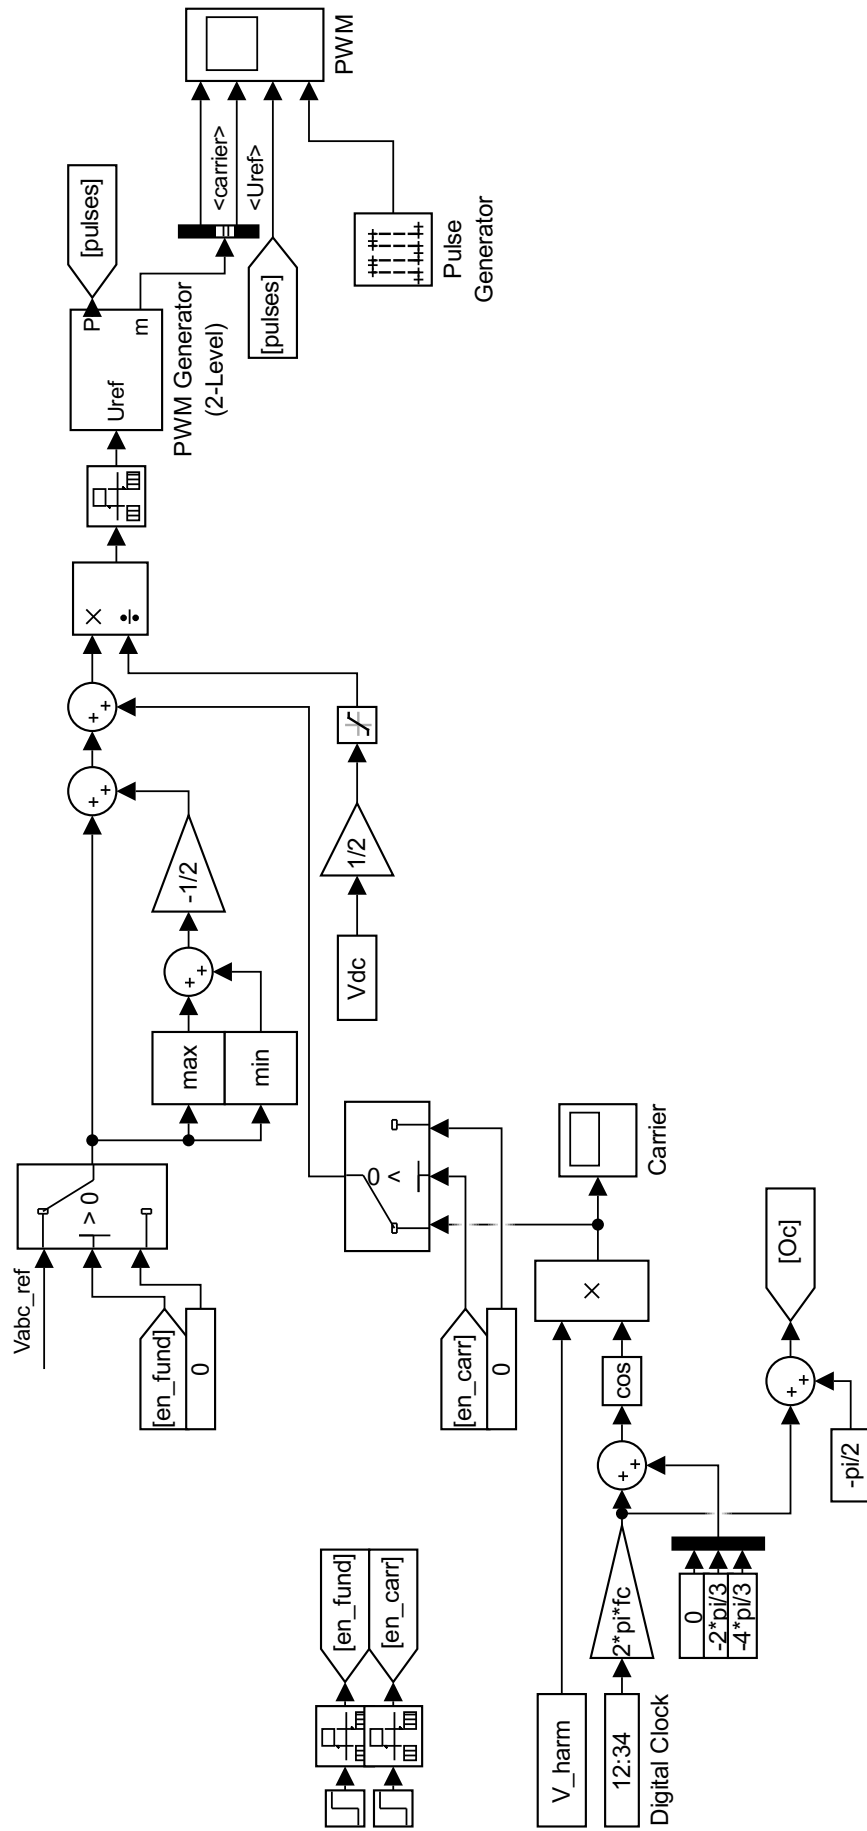 Vabc_ref
> 0
[en_fund]
0
max
min
+
+
-1/2
+
+
+
+
×
÷
Uref
P
m
PWM Generator
(2-Level)
[pulses]
<carrier>
<Uref>
[pulses]
PWM
Pulse
Generator
Vdc
1/2
> 0
[en_carr]
0
[en_fund]
[en_carr]
V_harm
12:34
Digital Clock
2*pi*fc
0
-2*pi/3
-4*pi/3
+
+
cos
×
Carrier
-pi/2
+
+
[Oc]